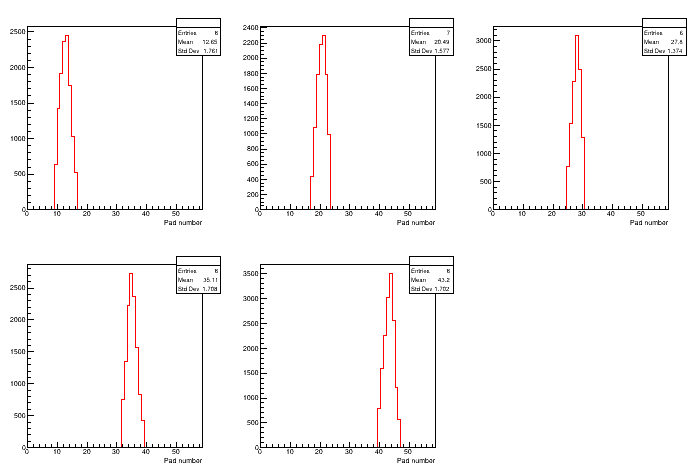 Entries 6
Mean 12.65
Std Dev 1.761
2500
2000
1500
1000
500
0
0 10 20 30 40 50
Pad number
Entries 7
Mean 20.49
Std Dev 1.577
2400
2200
2000
1800
1600
1400
1200
1000
800
600
400
200
0
0 10 20 30 40 50
Pad number
Entries 6
Mean 27.8
Std Dev 1.374
3000
2500
2000
1500
1000
500
0
0 10 20 30 40 50
Pad number
Entries 6
Mean 35.11
Std Dev 1.708
2500
2000
1500
1000
500
0
0 10 20 30 40 50
Pad number
Entries 6
Mean 43.2
Std Dev 1.702
3500
3000
2500
2000
1500
1000
500
0
0 10 20 30 40 50
Pad number